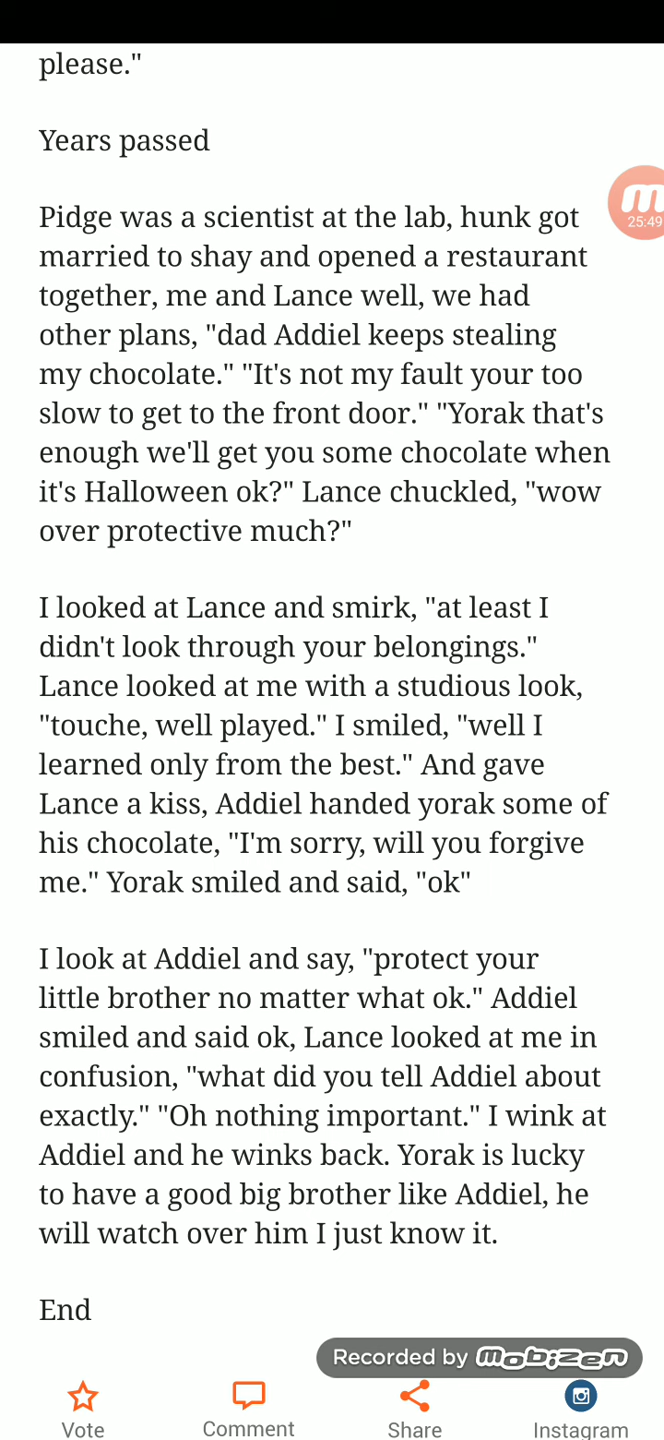 please."
Years passed
Pidge was a scientist at the lab, hunk got
married to shay and opened a restaurant
together, me and Lance well, we had
other plans, "dad Addiel keeps stealing
my chocolate." "It's not my fault your too
slow to get to the front door." "Yorak that's
enough we'll get you some chocolate when
it's Halloween ok?" Lance chuckled, "wow
over protective much?"
I looked at Lance and smirk, "at least I
didn't look through your belongings."
Lance looked at me with a studious look,
"touche, well played." I smiled, "well I
learned only from the best." And gave
Lance a kiss, Addiel handed yorak some of
his chocolate, "I'm sorry, will you forgive
me." Yorak smiled and said, "ok"
I look at Addiel and say, "protect your
little brother no matter what ok." Addiel
smiled and said ok, Lance looked at me in
confusion, "what did you tell Addiel about
exactly." "Oh nothing important." I wink at
Addiel and he winks back. Yorak is lucky
to have a good big brother like Addiel, he
will watch over him I just know it.
End
m
25:49
Recorded by mobizen
Vote
Comment
Share
Instagram